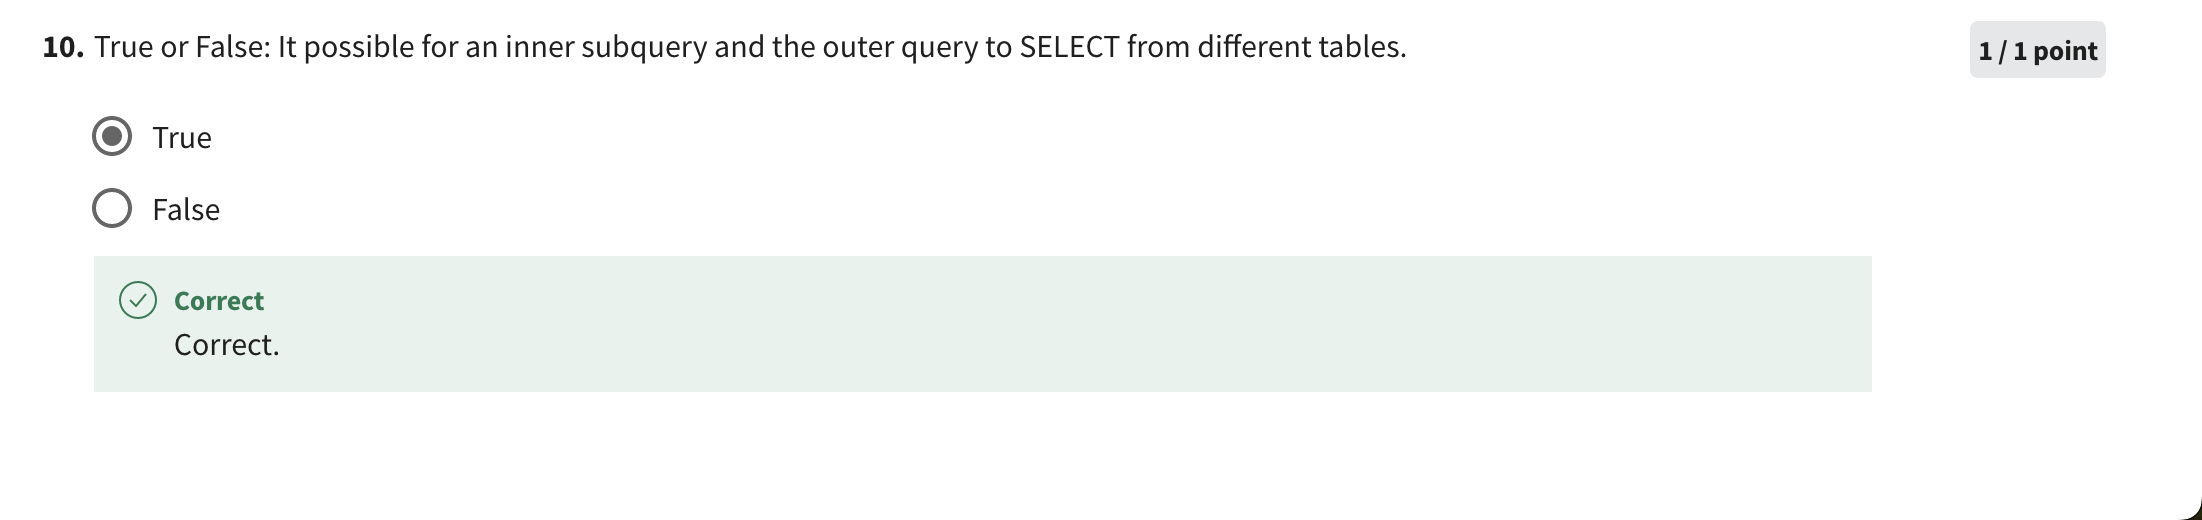 10. True or False: It possible for an inner subquery and the outer query to SELECT from different tables.
1 / 1 point
True
False
Correct
Correct.